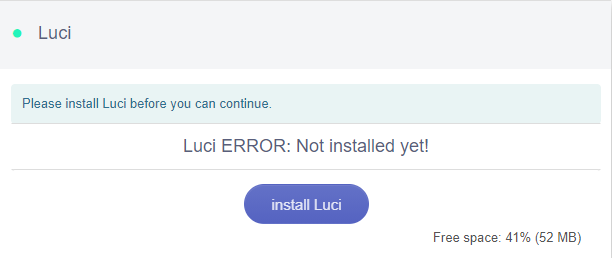 Luci
Please install Luci before you can continue.
Luci ERROR: Not installed yet!
install Luci
Free space: 41% (52 MB)